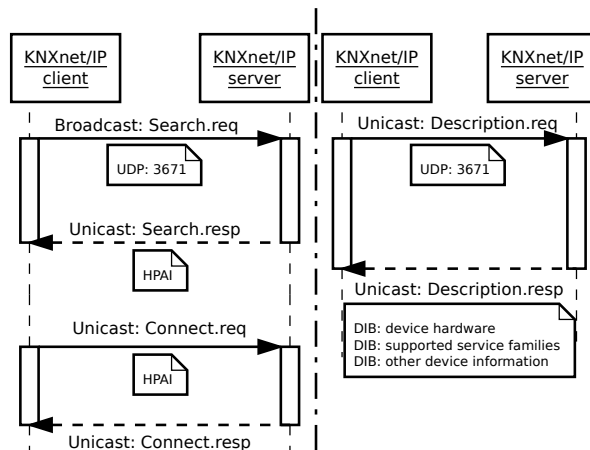 KNXnet/IP
client
KNXnet/IP
server
Broadcast: Search.req
UDP: 3671
Unicast: Search.resp
HPAI
Unicast: Connect.req
HPAI
Unicast: Connect.resp
KNXnet/IP
client
KNXnet/IP
server
Unicast: Description.req
UDP: 3671
Unicast: Description.resp
DIB: device hardware
DIB: supported service families
DIB: other device information